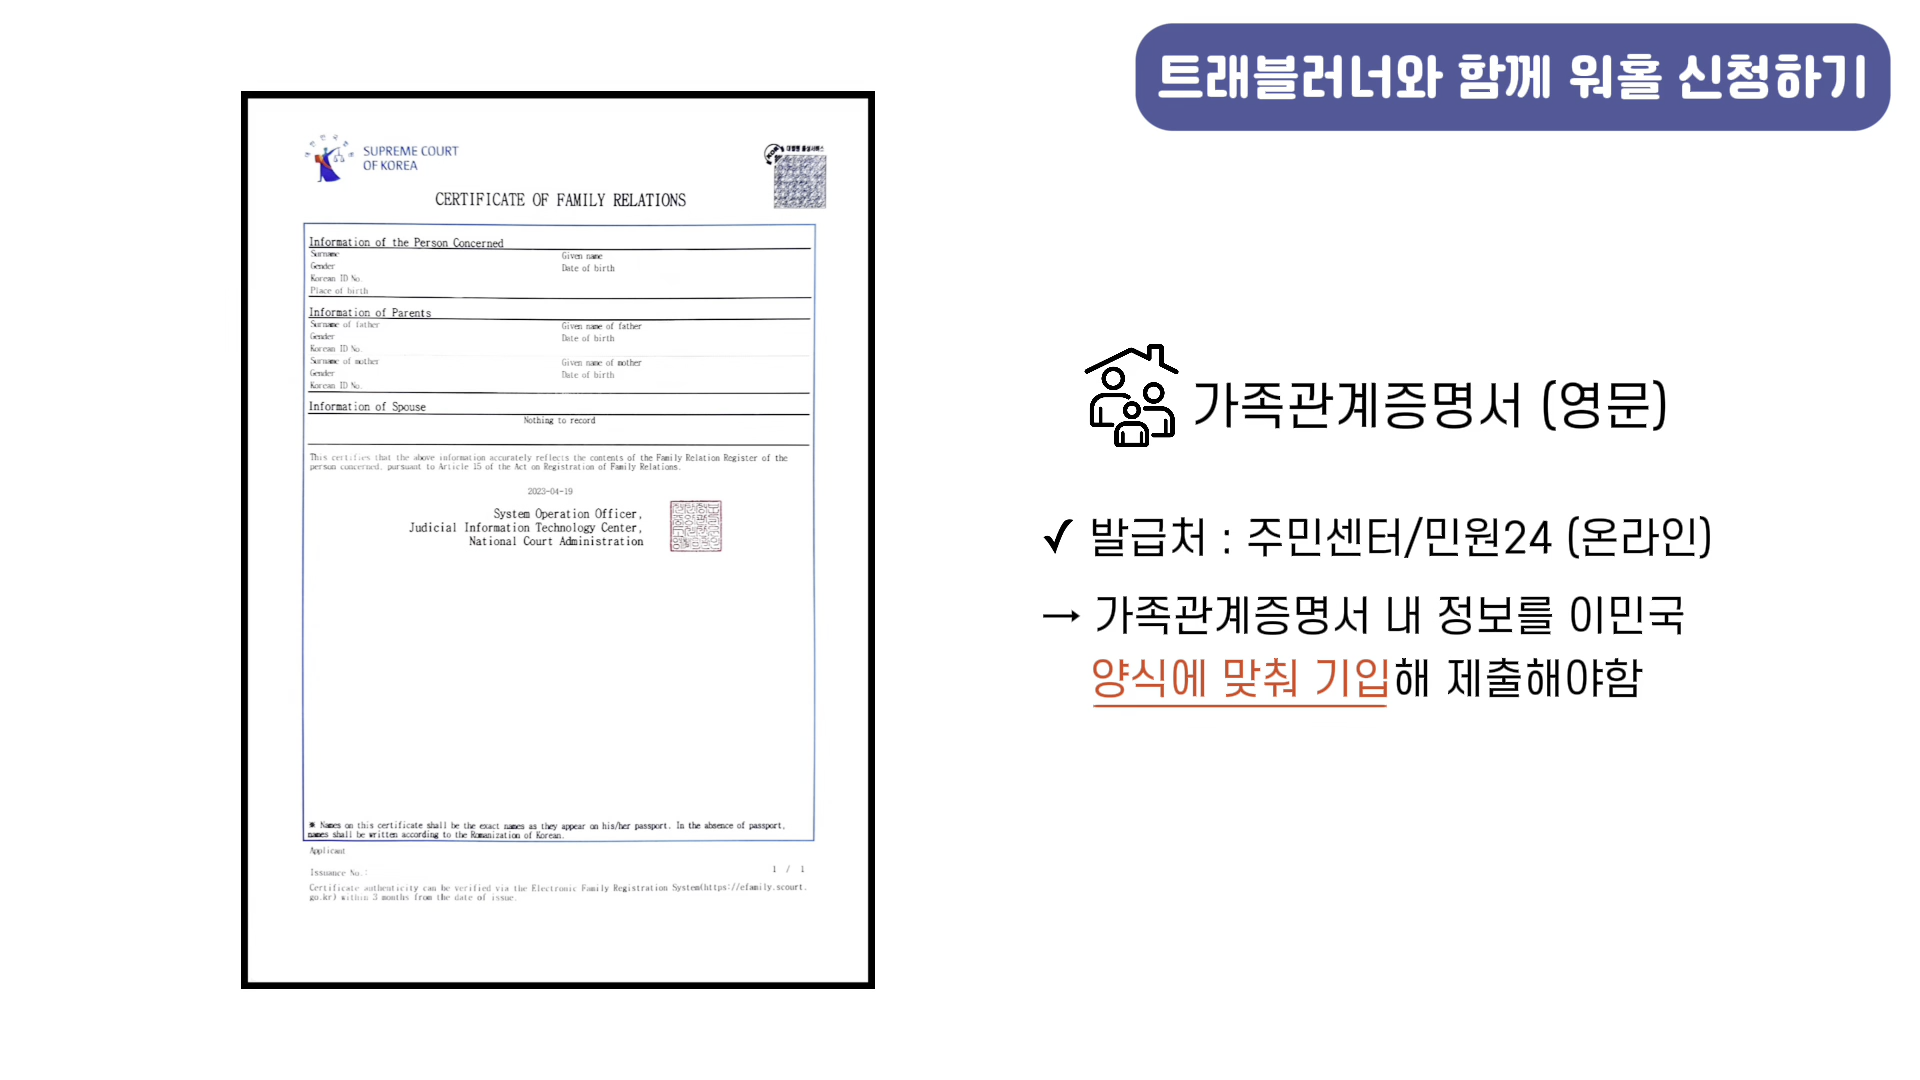 트래블러너와 함께 워홀 신청하기
SUPREME COURT
OF KOREA
대법원 음성서비스
CERTIFICATE OF FAMILY RELATIONS
Information of the Person Concerned
Surname
Given name
Gender
Date of birth
Korean ID No.
Place of birth
Information of Parents
Surname of father
Given name of father
Gender
Date of birth
Korean ID No.
Surname of mother
Given name of mother
Gender
Date of birth
Korean ID No.
Information of Spouse
Nothing to record
This certifies that the above information accurately reflects the contents of the Family Relation Register of the
person concerned, pursuant to Article 15 of the Act on Registration of Family Relations.
2023-04-19
System Operation Officer,
Judicial Information Technology Center,
National Court Administration
※ Names on this certificate shall be the exact names as they appear on his/her passport. In the absence of passport,
names shall be written according to the Romanization of Korean.
Applicant
Issuance No.:
1 / 1
Certificate authenticity can be verified via the Electronic Family Registration System(https://efamily.scourt.
go.kr) within 3 months from the date of issue.
가족관계증명서 (영문)
✓ 발급처 : 주민센터/민원24 (온라인)
→ 가족관계증명서 내 정보를 이민국
양식에 맞춰 기입해 제출해야함